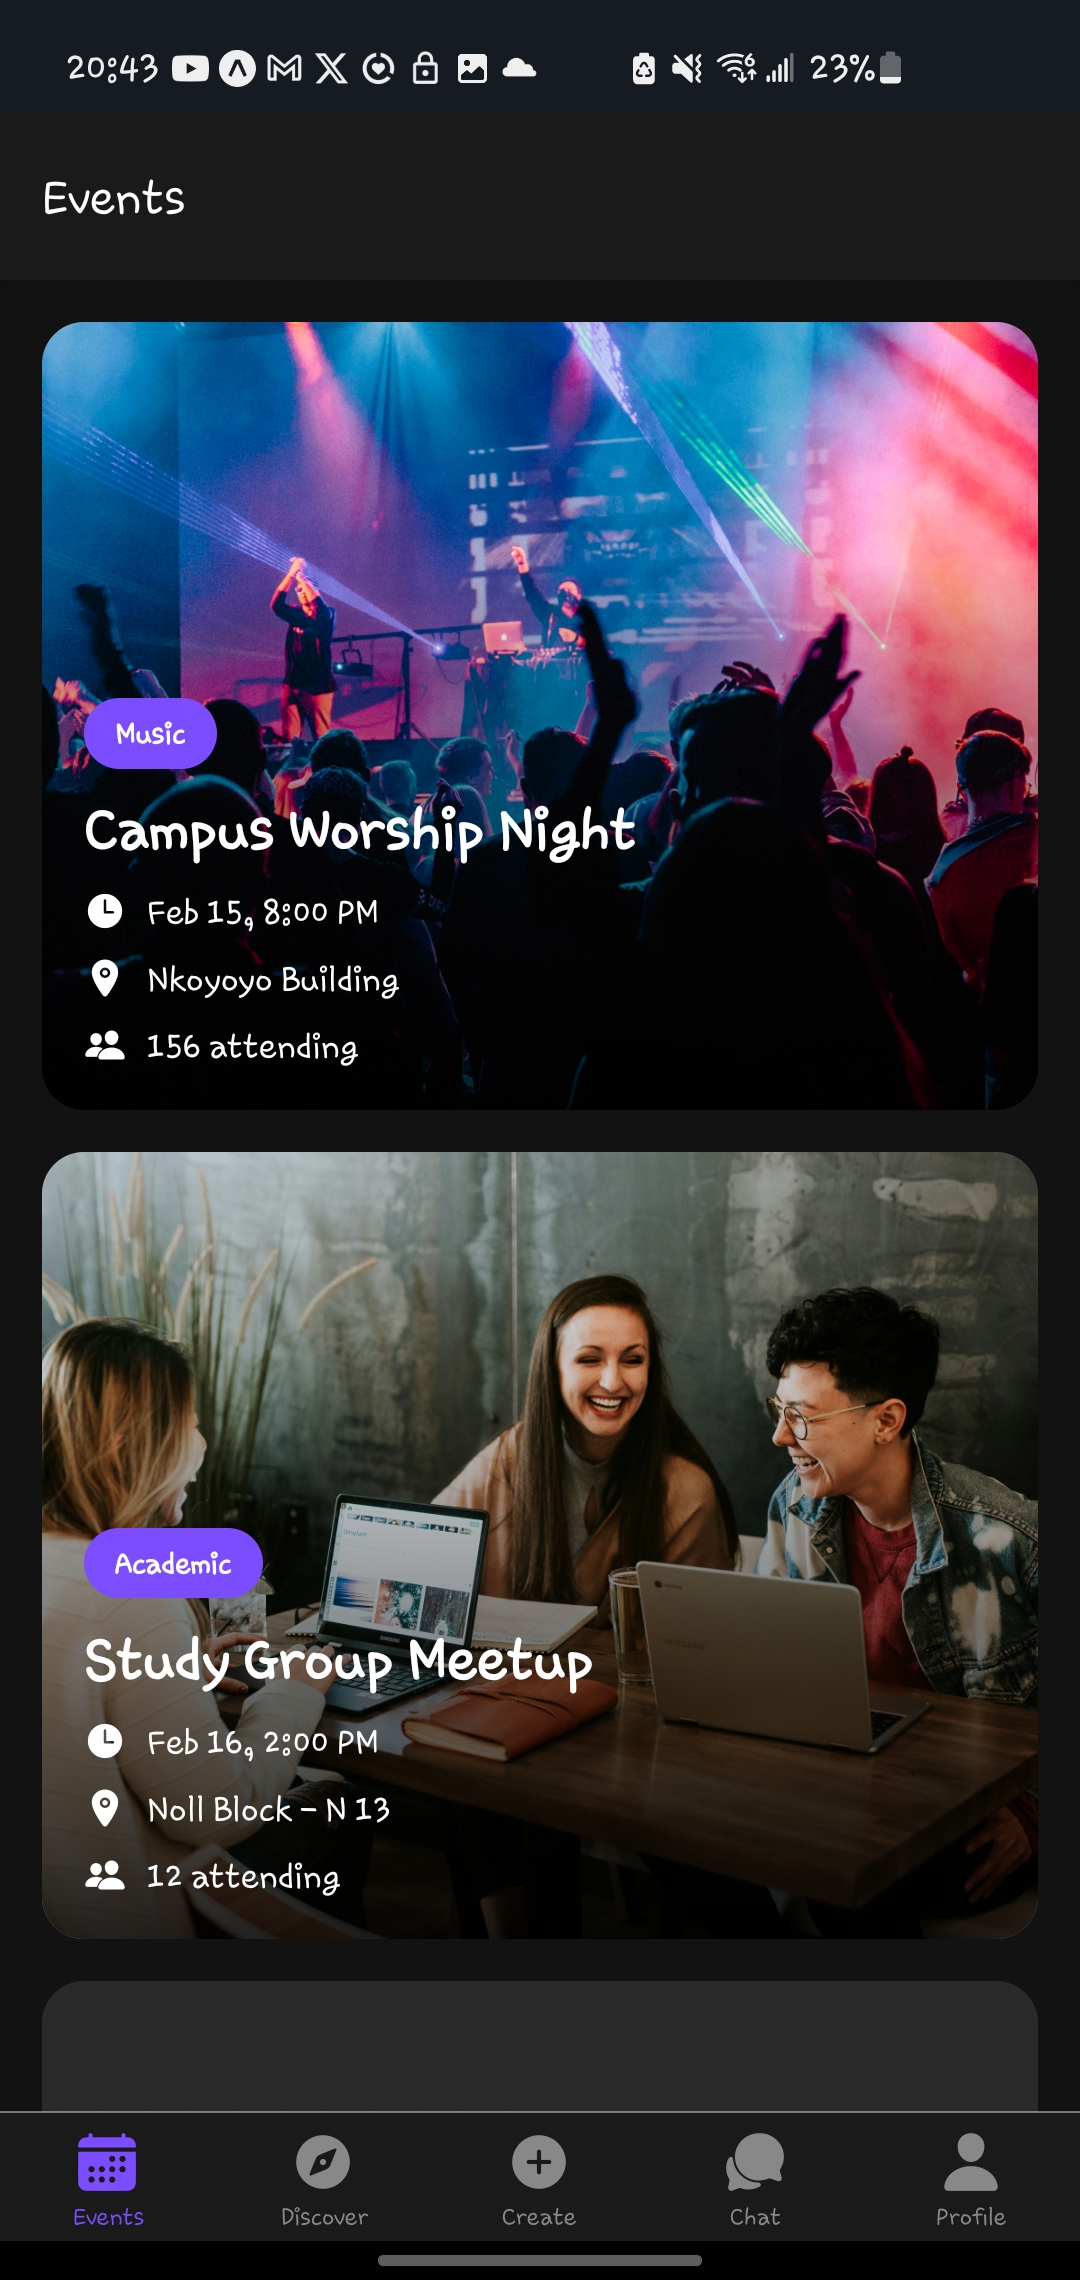 20:43 23%
Events
Music
Campus Worship Night
Feb 15, 8:00 PM
Nkoyoyo Building
156 attending
Academic
Study Group Meetup
Feb 16, 2:00 PM
Noll Block – N 13
12 attending
Events Discover Create Chat Profile